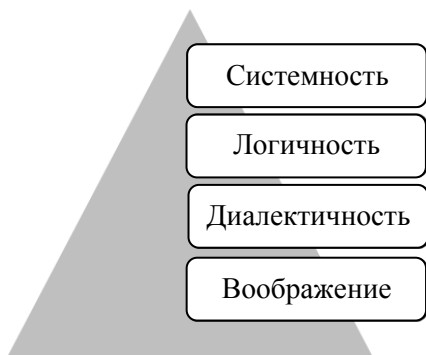 Системность
Логичность
Диалектичность
Воображение